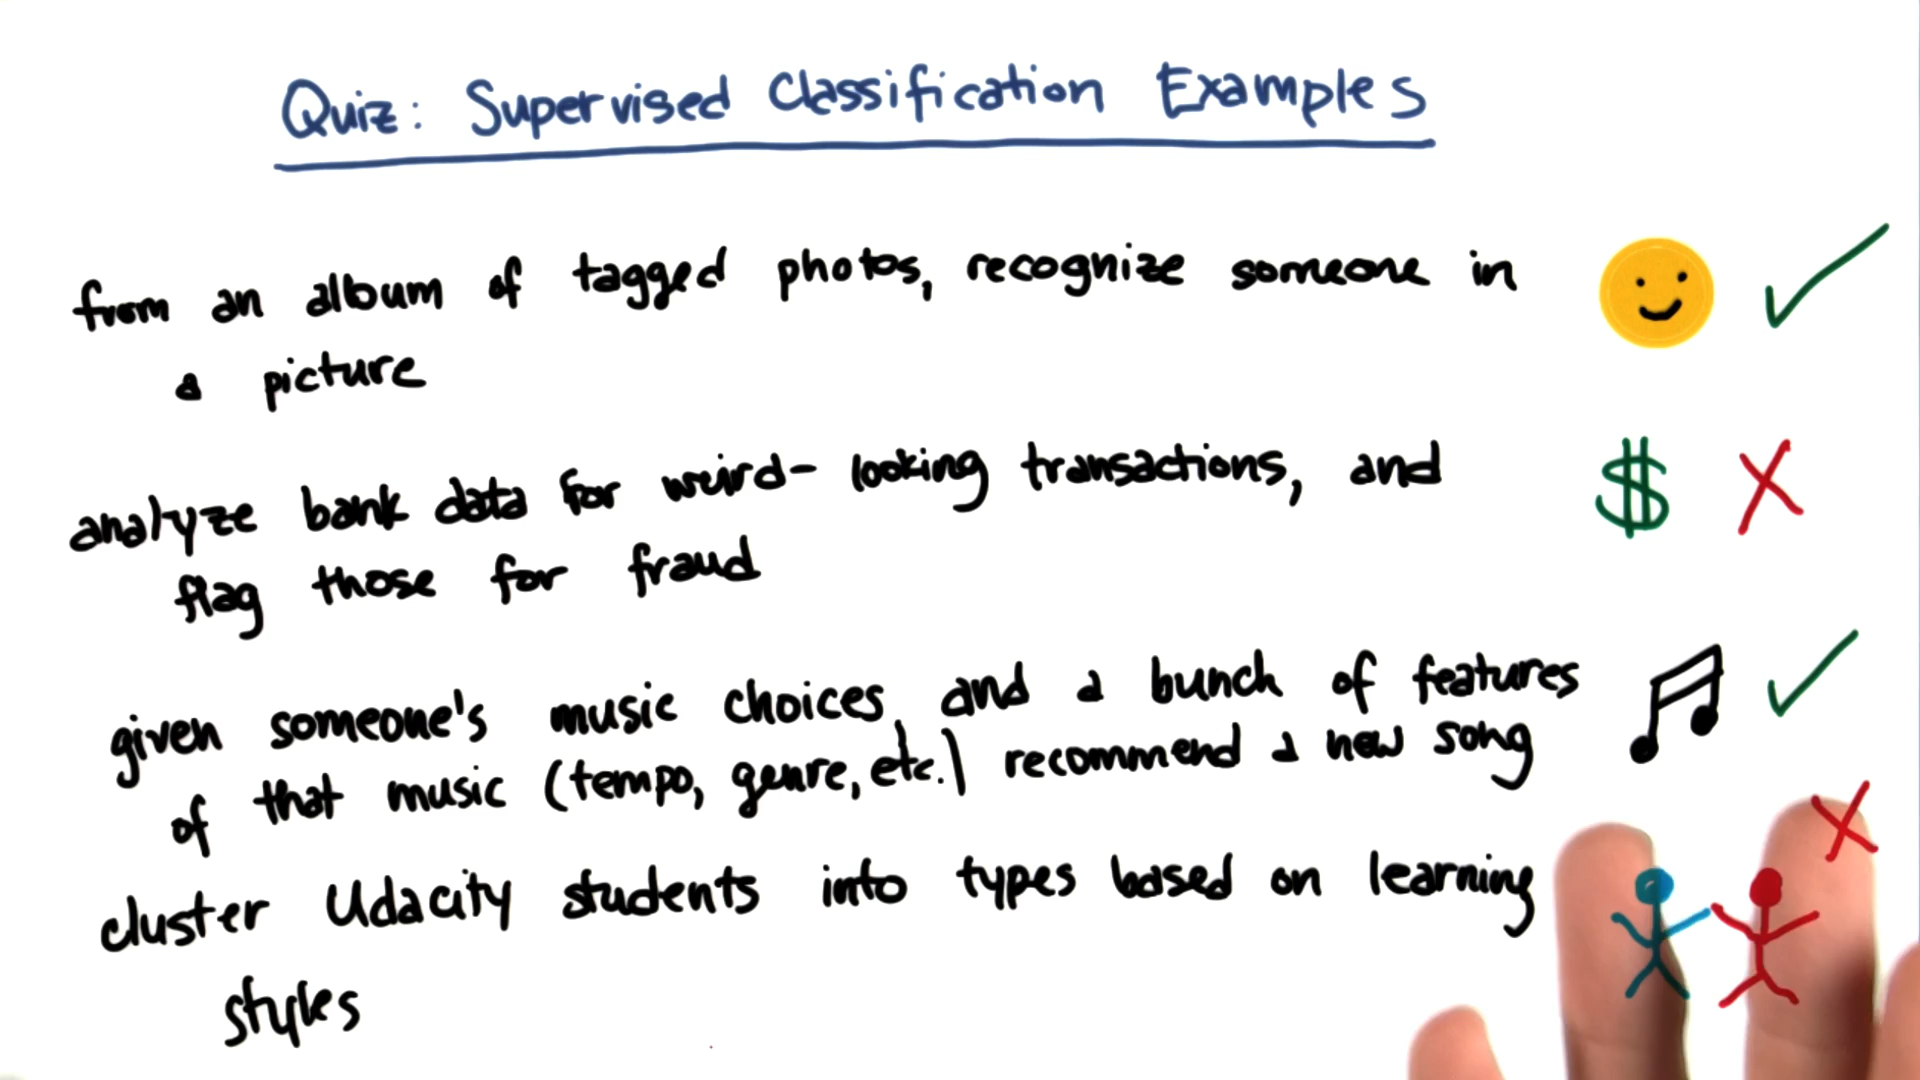 Quiz: Supervised Classification Examples
from an album of tagged photos, recognize someone in
a picture
analyze bank data for weird-looking transactions, and
flag those for fraud
given someone's music choices, and a bunch of features
of that music (tempo, genre, etc.) recommend a new song
cluster Udacity students into types based on learning
styles
$